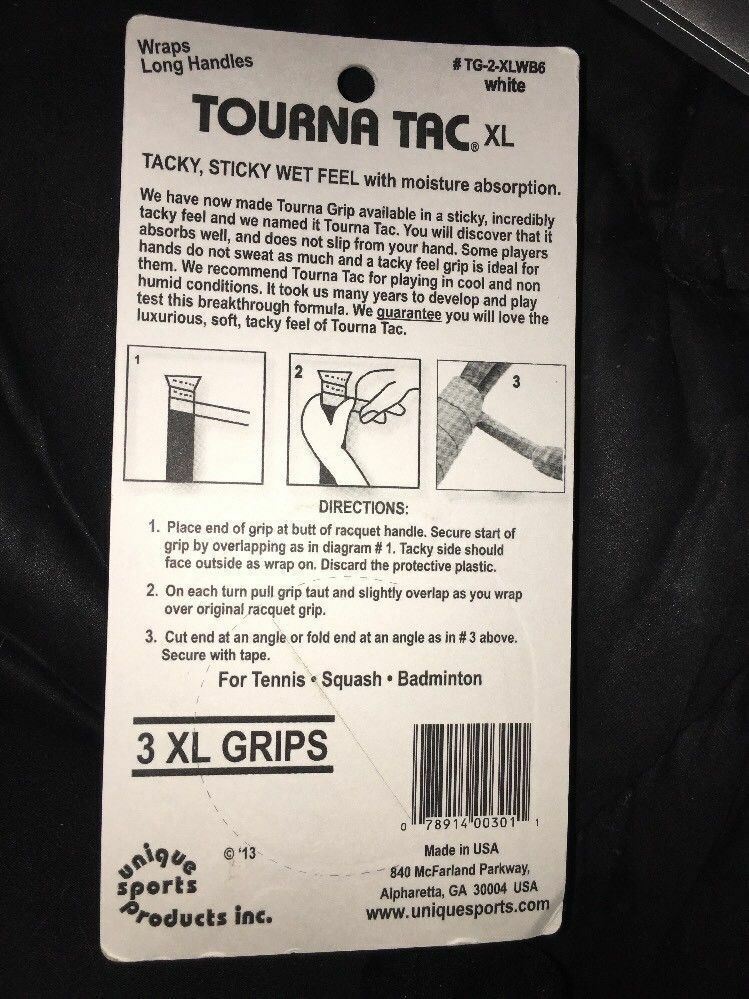 Wraps
Long Handles
# TG-2-XLWB6
white
TOURNA TAC® XL
TACKY, STICKY WET FEEL with moisture absorption.
We have now made Tourna Grip available in a sticky, incredibly
tacky feel and we named it Tourna Tac. You will discover that it
absorbs well, and does not slip from your hand. Some players
hands do not sweat as much and a tacky feel grip is ideal for
them. We recommend Tourna Tac for playing in cool and non
humid conditions. It took us many years to develop and play
test this breakthrough formula. We guarantee you will love the
luxurious, soft, tacky feel of Tourna Tac.
1
2
3
DIRECTIONS:
1. Place end of grip at butt of racquet handle. Secure start of
grip by overlapping as in diagram # 1. Tacky side should
face outside as wrap on. Discard the protective plastic.
2. On each turn pull grip taut and slightly overlap as you wrap
over original racquet grip.
3. Cut end at an angle or fold end at an angle as in # 3 above.
Secure with tape.
For Tennis • Squash • Badminton
3 XL GRIPS
0 78914 00301 1
unique
sports
Products inc.
© '13
Made in USA
840 McFarland Parkway,
Alpharetta, GA 30004 USA
www.uniquesports.com